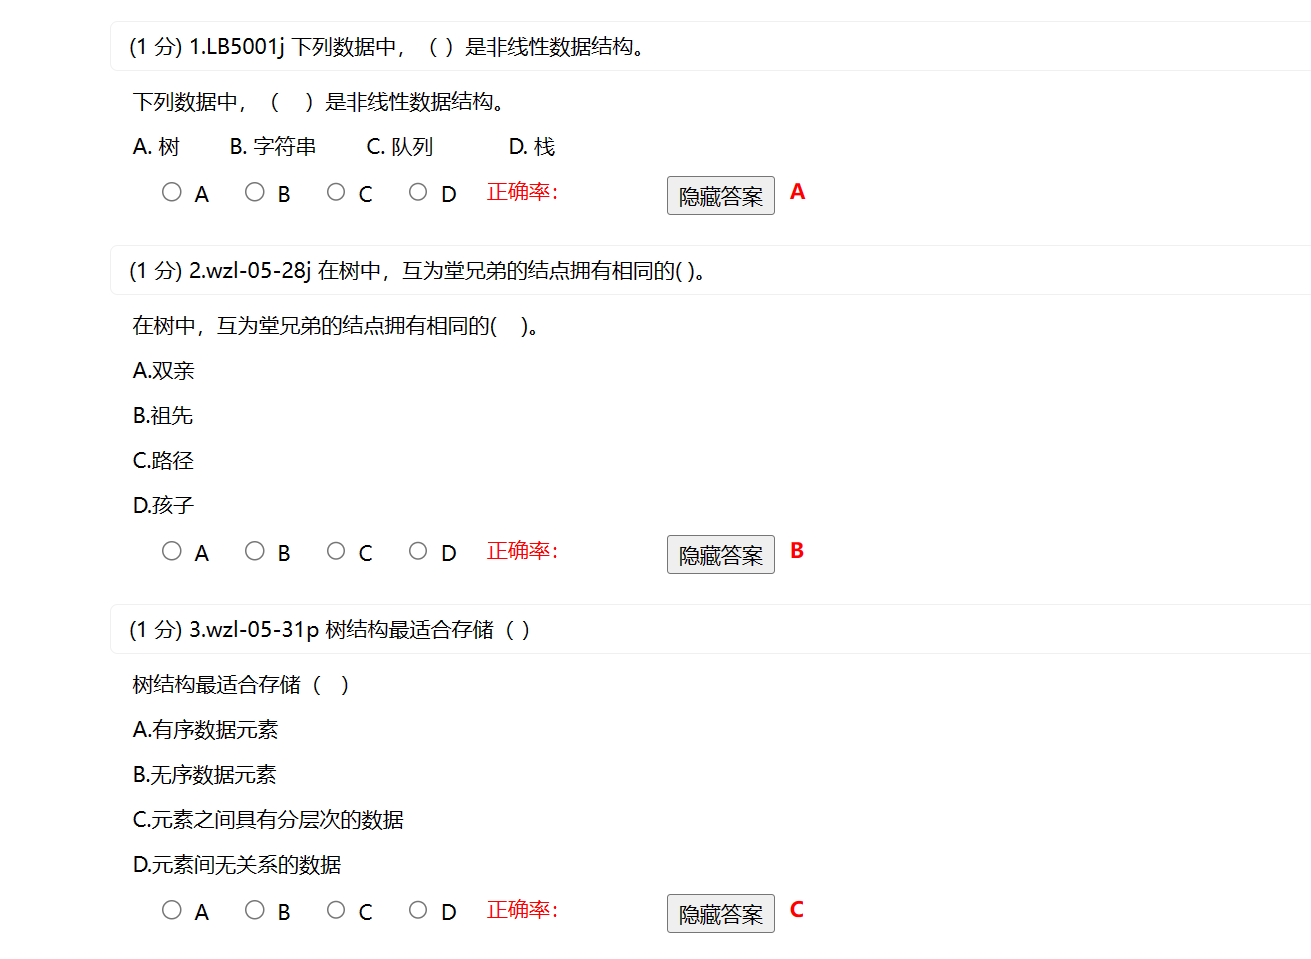 (1 分) 1.LB5001j 下列数据中，（ ）是非线性数据结构。
下列数据中，（    ）是非线性数据结构。
A. 树 B. 字符串 C. 队列 D. 栈
A B C D 正确率： 隐藏答案 A
(1 分) 2.wzl-05-28j 在树中，互为堂兄弟的结点拥有相同的( )。
在树中，互为堂兄弟的结点拥有相同的(    )。
A.双亲
B.祖先
C.路径
D.孩子
A B C D 正确率： 隐藏答案 B
(1 分) 3.wzl-05-31p 树结构最适合存储（ ）
树结构最适合存储（   ）
A.有序数据元素
B.无序数据元素
C.元素之间具有分层次的数据
D.元素间无关系的数据
A B C D 正确率： 隐藏答案 C